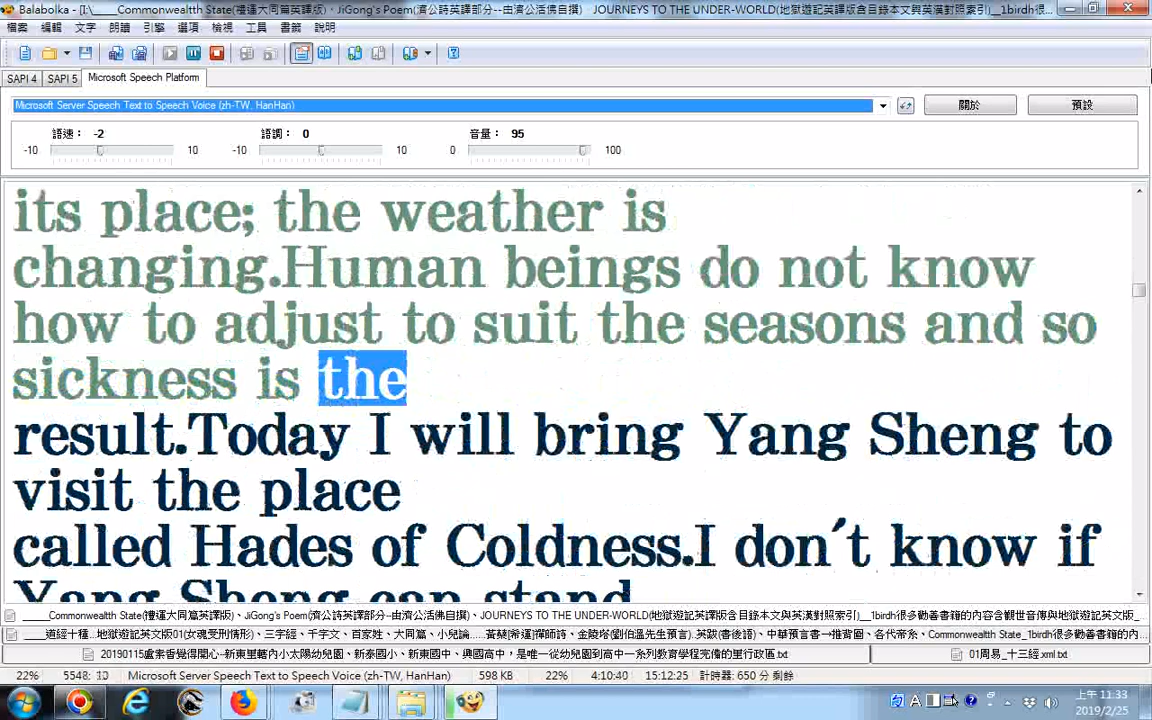 Balabolka - [I:\_____Commonwealtth State(禮運大同篇英譯版)、JiGong's Poem(濟公詩英譯部分--由濟公活佛自撰) JOURNEYS TO THE UNDER-WORLD(地獄遊記英譯版含目錄本文與英漢對照索引)__1birdh很...
檔案 編輯 文字 朗讀 引擎 選項 檢視 工具 書籤 說明
SAPI 4 SAPI 5 Microsoft Speech Platform
Microsoft Server Speech Text to Speech Voice (zh-TW, HanHan) 關於 預設
語速： -2 語調： 0 音量： 95
-10 10 -10 10 0 100
its place; the weather is
changing.Human beings do not know
how to adjust to suit the seasons and so
sickness is the
result.Today I will bring Yang Sheng to
visit the place
called Hades of Coldness.I don't know if
Yang Sheng can stand
_____Commonwealtth State(禮運大同篇英譯版)、JiGong's Poem(濟公詩英譯部分--由濟公活佛自撰)、JOURNEYS TO THE UNDER-WORLD(地獄遊記英譯版含目錄本文與英漢對照索引)__1birdh很多勸善書籍的內容含觀世音傳與地獄遊記英文版_
道經十種...地獄遊記英文版01(女魂受刑情形)、三字經、千字文、百家姓、大同篇、小兒論......黃蘗[希運]禪師詩、金陵塔(劉伯溫先生預言).英跋(書後語)、中華預言書一推背圖、各代帝系、Commonwealth State_1birdh很多勸善書籍的內...
20190115盧素香覺得開心--新東里轄內小太陽幼兒園、新泰國小、新東國中、興國高中，是唯一從幼兒園到高中一系列教育學程完備的里行政區.txt 01周易_十三經.xml.txt
22% 5548: 10 Microsoft Server Speech Text to Speech Voice (zh-TW, HanHan) 598 KB 22% 4:10:40 15:12:25 計時器: 650 分 剩餘
上午 11:33
2019/2/25